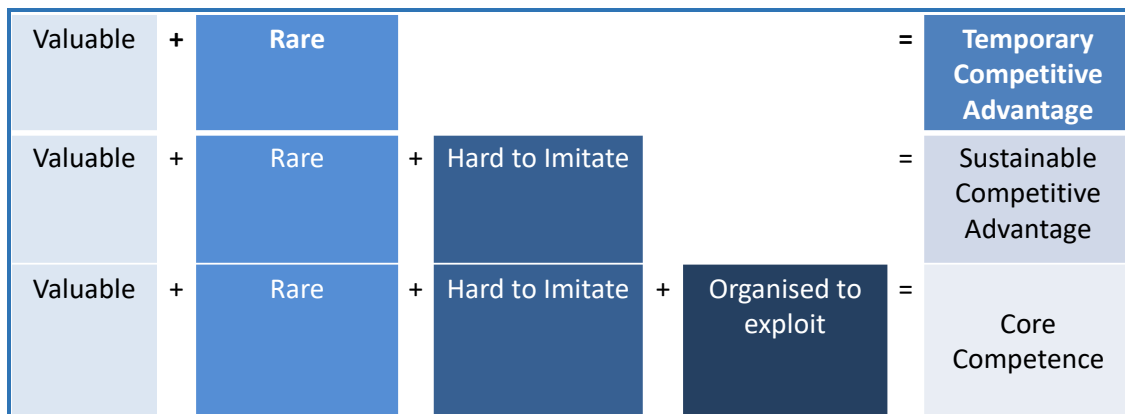 Valuable + Rare = Temporary
Competitive
Advantage
Valuable + Rare + Hard to Imitate = Sustainable
Competitive
Advantage
Valuable + Rare + Hard to Imitate + Organised to =
exploit
Core
Competence